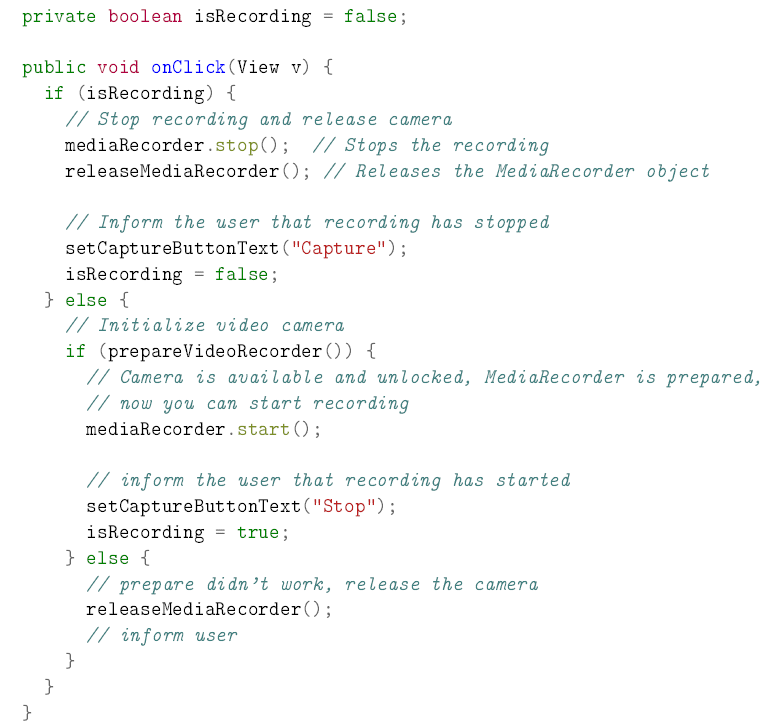 private boolean isRecording = false;

public void onClick(View v) {
  if (isRecording) {
    // Stop recording and release camera
    mediaRecorder.stop();  // Stops the recording
    releaseMediaRecorder(); // Releases the MediaRecorder object

    // Inform the user that recording has stopped
    setCaptureButtonText("Capture");
    isRecording = false;
  } else {
    // Initialize video camera
    if (prepareVideoRecorder()) {
      // Camera is available and unlocked, MediaRecorder is prepared,
      // now you can start recording
      mediaRecorder.start();

      // inform the user that recording has started
      setCaptureButtonText("Stop");
      isRecording = true;
    } else {
      // prepare didn't work, release the camera
      releaseMediaRecorder();
      // inform user
    }
  }
}